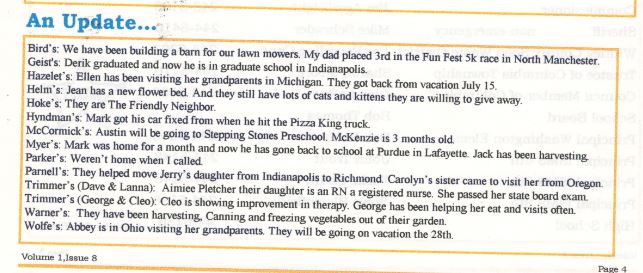 An Update...
Bird's: We have been building a barn for our lawn mowers. My dad placed 3rd in the Fun Fest 5k race in North Manchester.
Geist's: Derik graduated and now he is in graduate school in Indianapolis.
Hazelet's: Ellen has been visiting her grandparents in Michigan. They got back from vacation July 15.
Helm's: Jean has a new flower bed. And they still have lots of cats and kittens they are willing to give away.
Hoke's: They are The Friendly Neighbor.
Hyndman's: Mark got his car fixed from when he hit the Pizza King truck.
McCormick's: Austin will be going to Stepping Stones Preschool. McKenzie is 3 months old.
Myer's: Mark was home for a month and now he has gone back to school at Purdue in Lafayette. Jack has been harvesting.
Parker's: Weren't home when I called.
Parnell's: They helped move Jerry's daughter from Indianapolis to Richmond. Carolyn's sister came to visit her from Oregon.
Trimmer's (Dave & Lanna): Aimiee Pletcher their daughter is an RN a registered nurse. She passed her state board exam.
Trimmer's (George & Cleo): Cleo is showing improvement in therapy. George has been helping her eat and visits often.
Warner's: They have been harvesting, Canning and freezing vegetables out of their garden.
Wolfe's: Abbey is in Ohio visiting her grandparents. They will be going on vacation the 28th.
Volume 1,Issue 8
Page 4